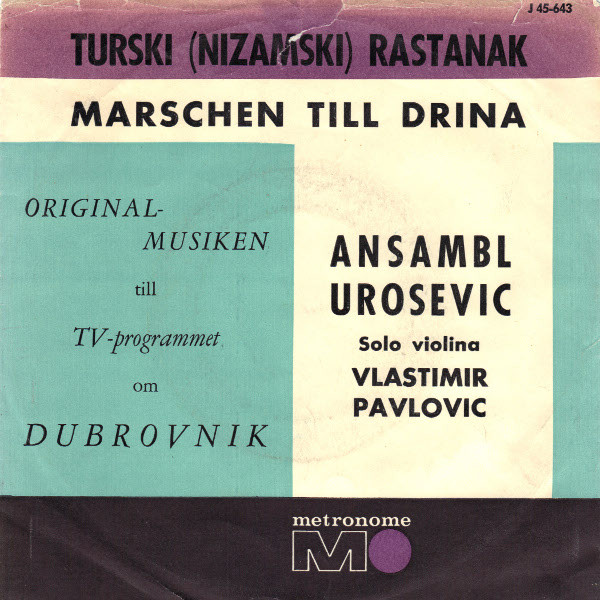 J 45-643
TURSKI (NIZAMSKI) RASTANAK
MARSCHEN TILL DRINA
ORIGINAL-
MUSIKEN
till
TV-programmet
om
DUBROVNIK
ANSAMBL
UROSEVIC
Solo violina
VLASTIMIR
PAVLOVIC
metronome
M